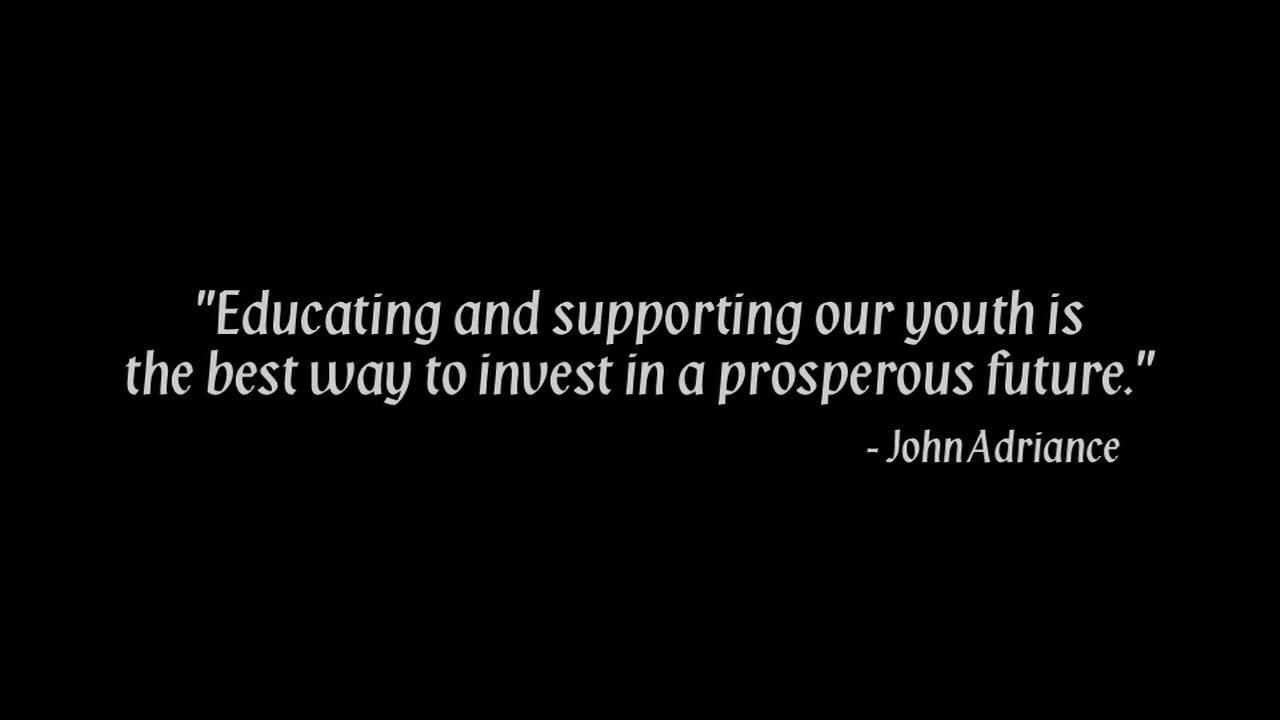 "Educating and supporting our youth is
the best way to invest in a prosperous future."
- John Adriance